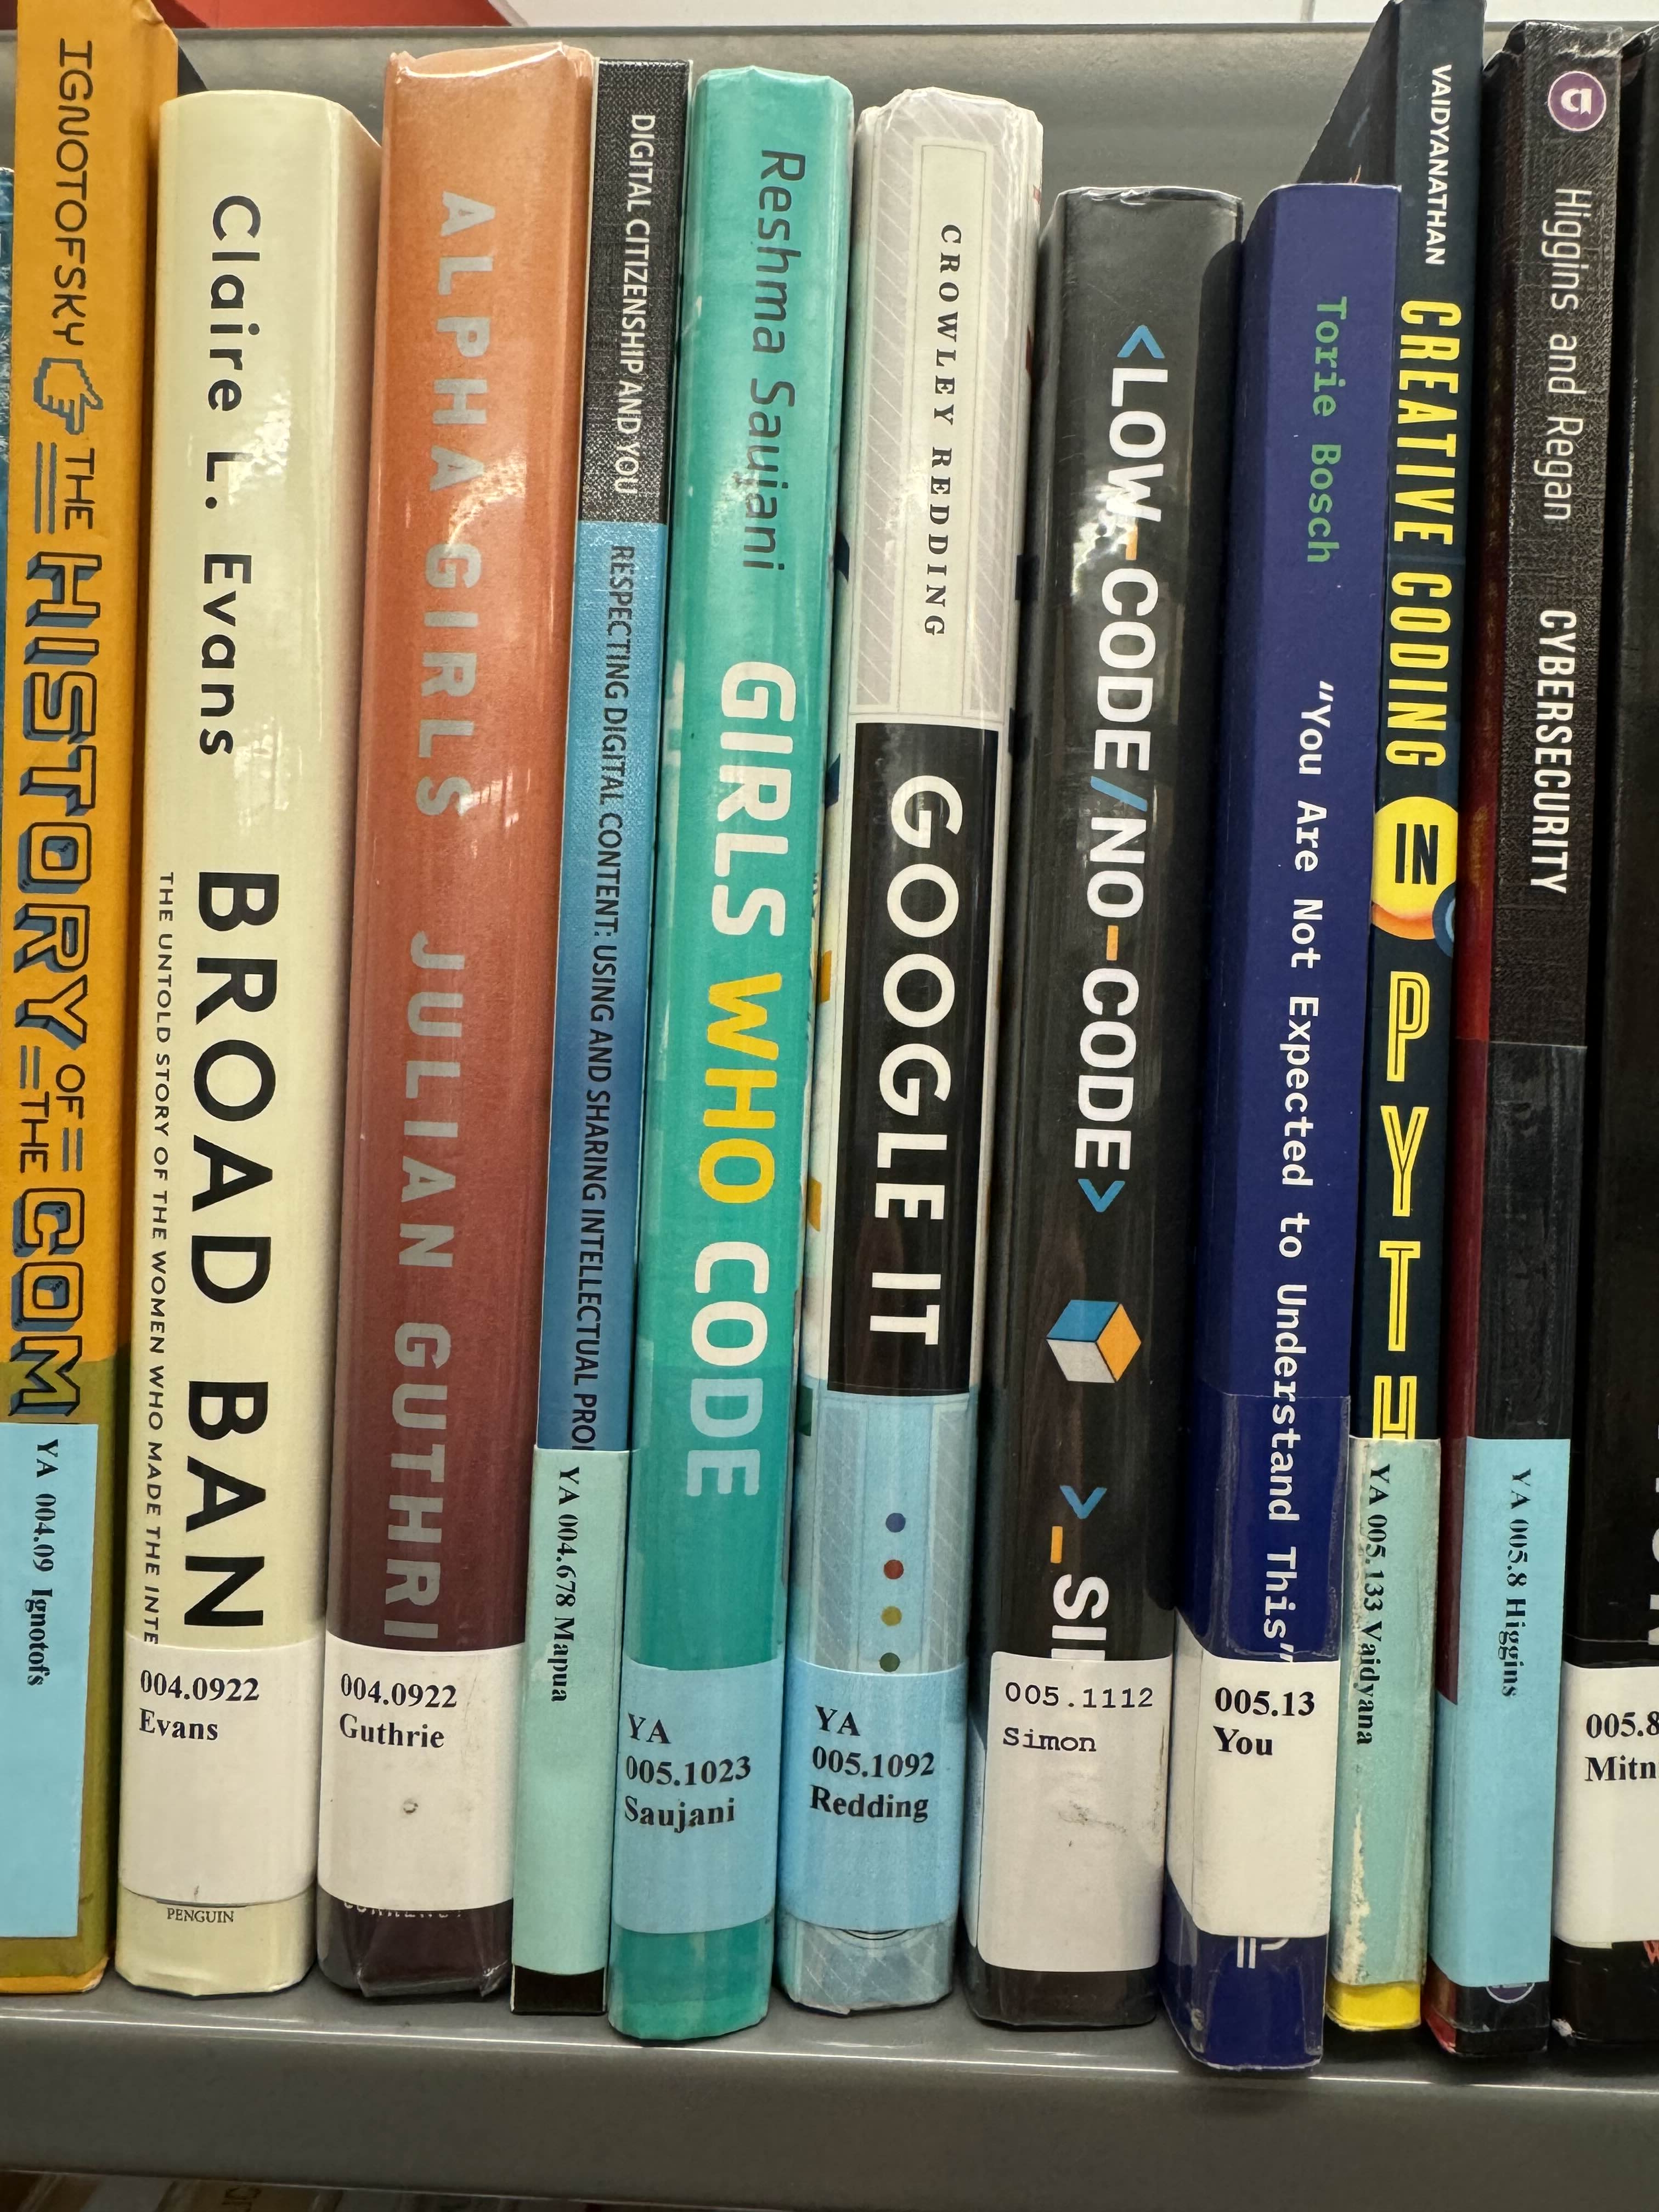 IGNOTOFSKY THE HISTORY OF THE COM
YA 004.09 Ignotofs
Claire L. Evans BROAD BAN
THE UNTOLD STORY OF THE WOMEN WHO MADE THE INTE
004.0922
Evans
PENGUIN
ALPHA GIRLS JULIAN GUTHRI
004.0922
Guthrie
DIGITAL CITIZENSHIP AND YOU
RESPECTING DIGITAL CONTENT: USING AND SHARING INTELLECTUAL PRO
YA 004.678 Mapua
Reshma Saujani GIRLS WHO CODE
YA
005.1023
Saujani
CROWLEY REDDING
GOOGLE IT
YA
005.1092
Redding
<LOW-CODE/NO-CODE>
>_SI
005.1112
Simon
Torie Bosch "You Are Not Expected to Understand This"
005.13
You
VAIDYANATHAN CREATIVE CODING IN PYTH
YA 005.133 Vaidyana
Higgins and Regan CYBERSECURITY
YA 005.8 Higgins
005.8
Mitn